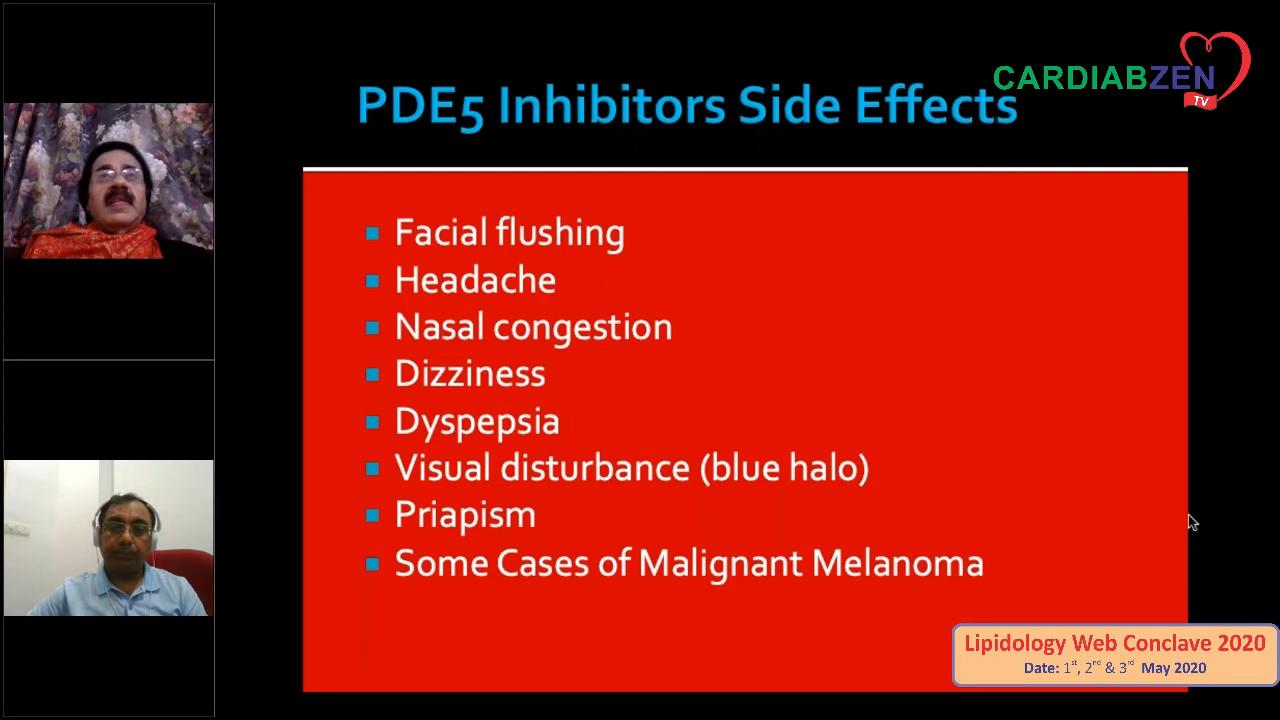 CARDIABZEN
TV
PDE5 Inhibitors Side Effects
Facial flushing
Headache
Nasal congestion
Dizziness
Dyspepsia
Visual disturbance (blue halo)
Priapism
Some Cases of Malignant Melanoma
Lipidology Web Conclave 2020
Date: 1st, 2nd & 3rd May 2020